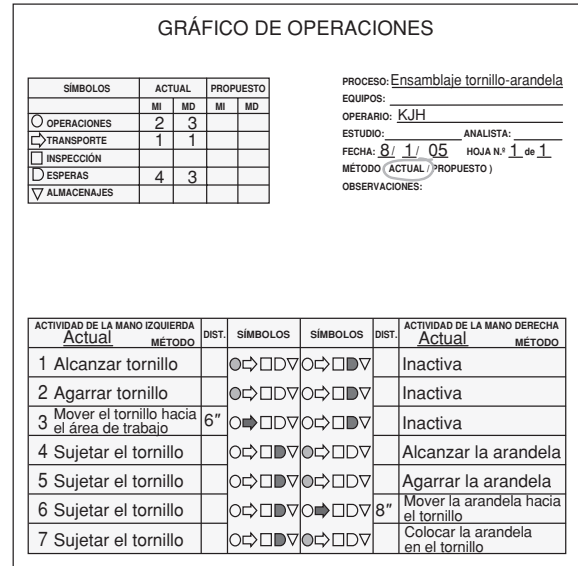 GRÁFICO DE OPERACIONES
SÍMBOLOS ACTUAL PROPUESTO
MI MD MI MD
OPERACIONES 2 3
TRANSPORTE 1 1
INSPECCIÓN
ESPERAS 4 3
ALMACENAJES
PROCESO: Ensamblaje tornillo-arandela
EQUIPOS:
OPERARIO: KJH
ESTUDIO: ANALISTA:
FECHA: 8/ 1/ 05 HOJA N.º 1 de 1
MÉTODO ( ACTUAL / PROPUESTO )
OBSERVACIONES:
ACTIVIDAD DE LA MANO IZQUIERDA DIST. SÍMBOLOS SÍMBOLOS DIST. ACTIVIDAD DE LA MANO DERECHA
Actual MÉTODO Actual MÉTODO
1 Alcanzar tornillo Inactiva
2 Agarrar tornillo Inactiva
3 Mover el tornillo hacia el área de trabajo 6″ Inactiva
4 Sujetar el tornillo Alcanzar la arandela
5 Sujetar el tornillo Agarrar la arandela
6 Sujetar el tornillo 8″ Mover la arandela hacia el tornillo
7 Sujetar el tornillo Colocar la arandela en el tornillo